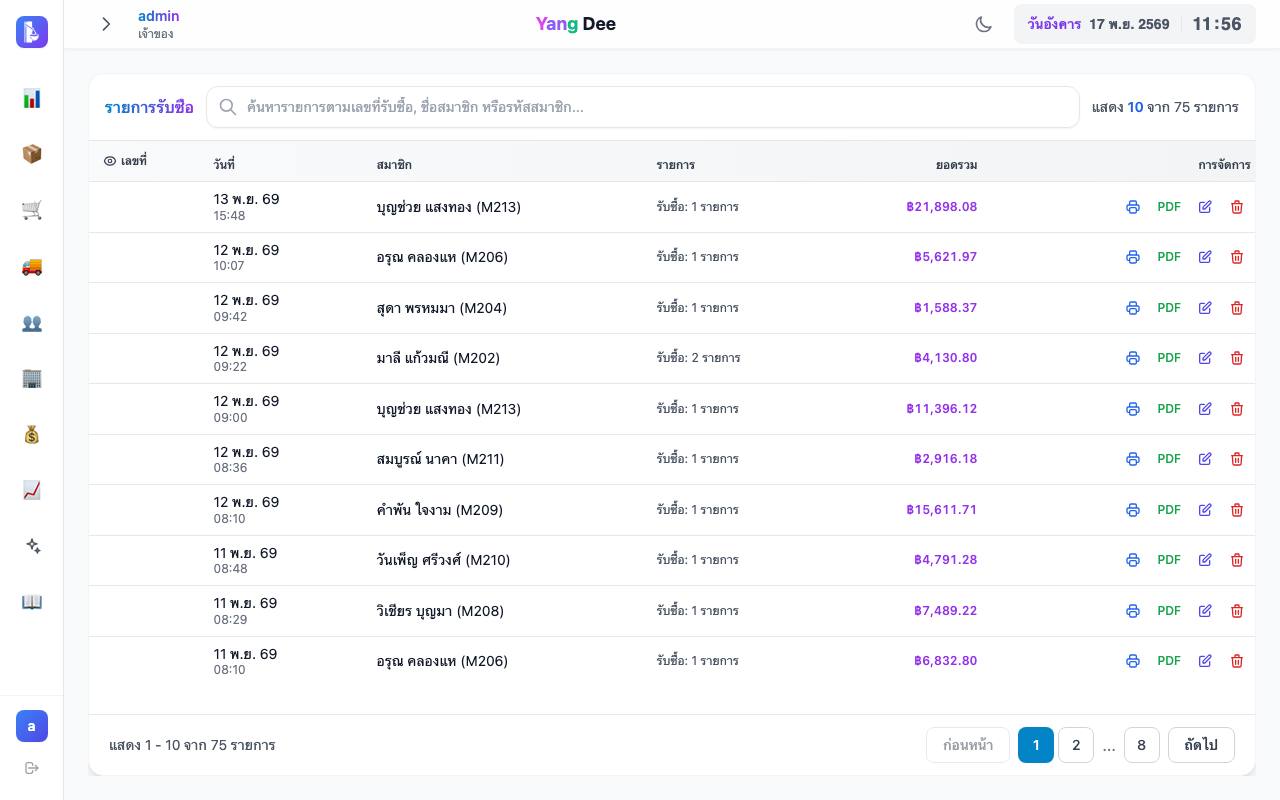 admin
เจ้าของ
Yang Dee
วันอังคาร 17 พ.ย. 2569 11:56
รายการรับซื้อ
ค้นหารายการตามเลขที่รับซื้อ, ชื่อสมาชิก หรือรหัสสมาชิก...
แสดง 10 จาก 75 รายการ
เลขที่ วันที่ สมาชิก รายการ ยอดรวม การจัดการ
13 พ.ย. 69
15:48
บุญช่วย แสงทอง (M213) รับซื้อ: 1 รายการ ฿21,898.08 PDF
12 พ.ย. 69
10:07
อรุณ คลองแห (M206) รับซื้อ: 1 รายการ ฿5,621.97 PDF
12 พ.ย. 69
09:42
สุดา พรหมมา (M204) รับซื้อ: 1 รายการ ฿1,588.37 PDF
12 พ.ย. 69
09:22
มาลี แก้วมณี (M202) รับซื้อ: 2 รายการ ฿4,130.80 PDF
12 พ.ย. 69
09:00
บุญช่วย แสงทอง (M213) รับซื้อ: 1 รายการ ฿11,396.12 PDF
12 พ.ย. 69
08:36
สมบูรณ์ นาคา (M211) รับซื้อ: 1 รายการ ฿2,916.18 PDF
12 พ.ย. 69
08:10
คำพัน ใจงาม (M209) รับซื้อ: 1 รายการ ฿15,611.71 PDF
11 พ.ย. 69
08:48
วันเพ็ญ ศรีวงศ์ (M210) รับซื้อ: 1 รายการ ฿4,791.28 PDF
11 พ.ย. 69
08:29
วิเชียร บุญมา (M208) รับซื้อ: 1 รายการ ฿7,489.22 PDF
11 พ.ย. 69
08:10
อรุณ คลองแห (M206) รับซื้อ: 1 รายการ ฿6,832.80 PDF
แสดง 1 - 10 จาก 75 รายการ
ก่อนหน้า 1 2 ... 8 ถัดไป
a